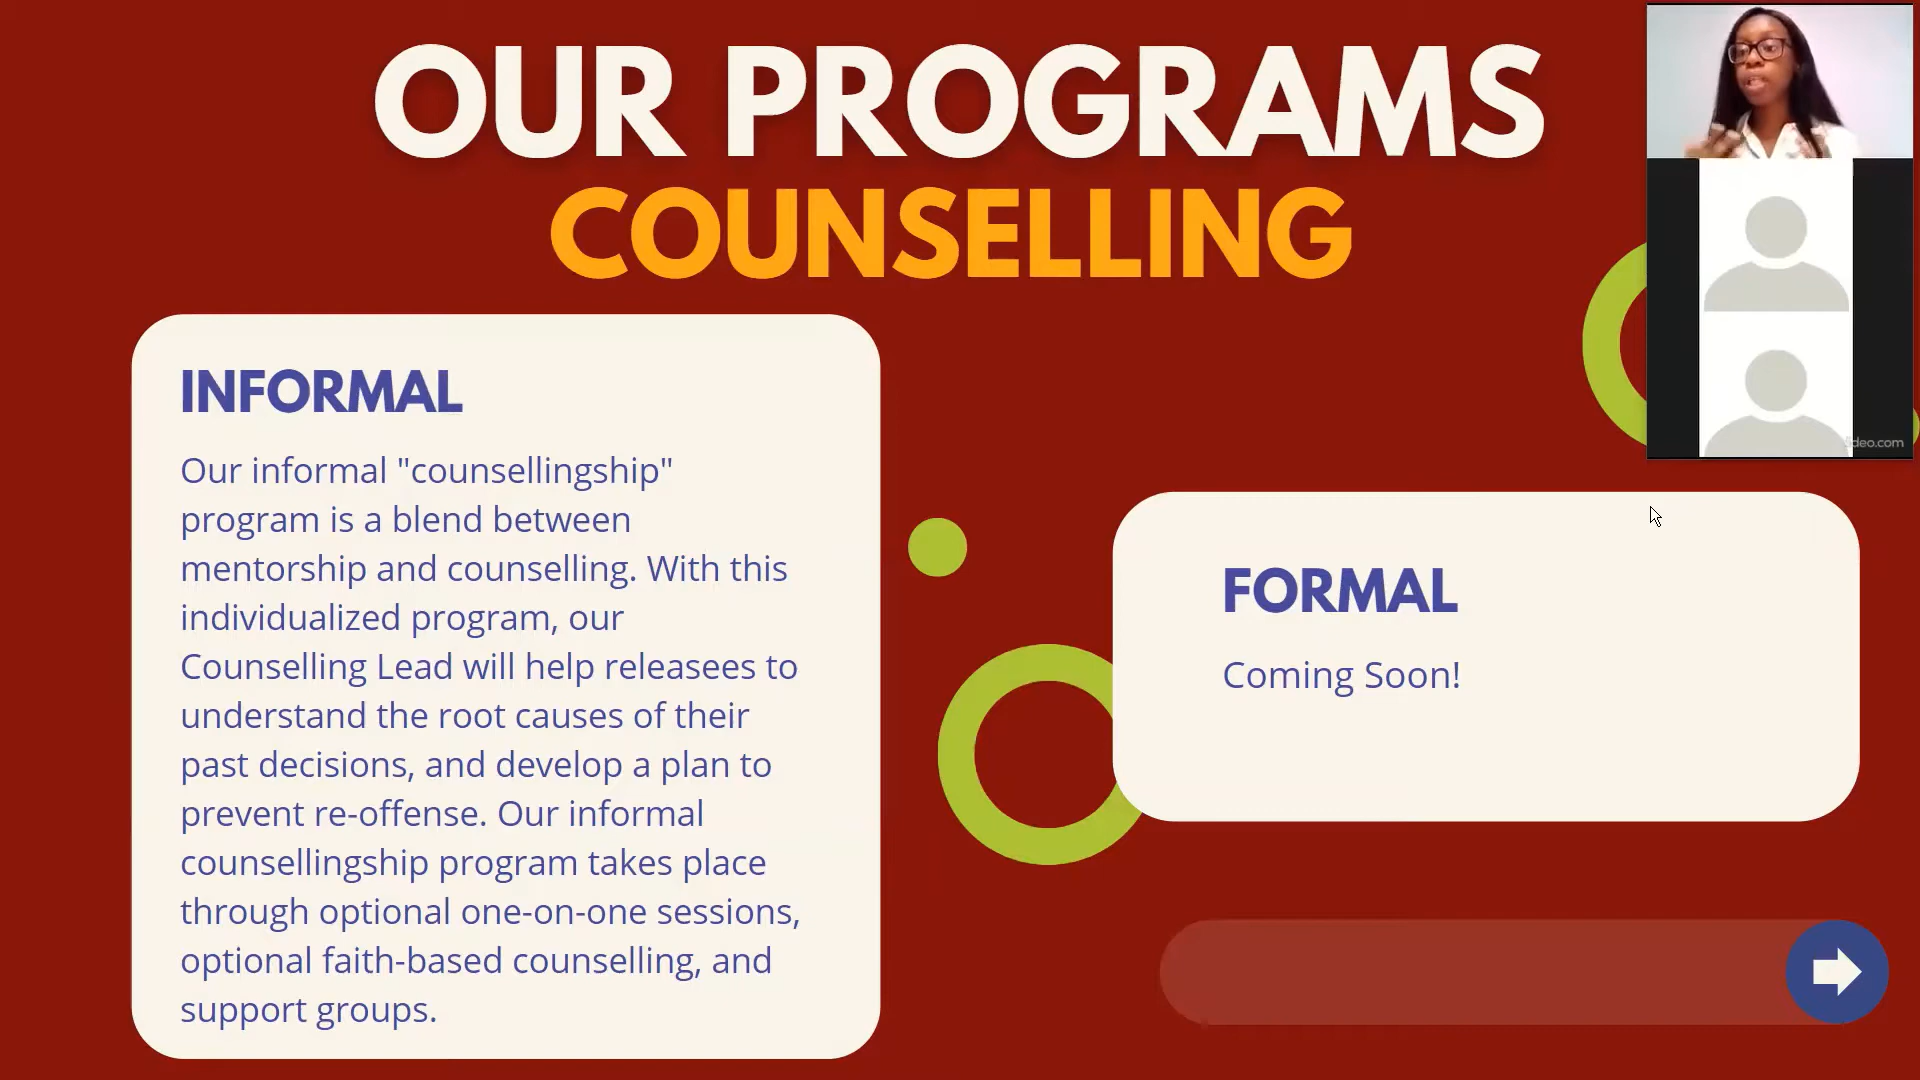 OUR PROGRAMS
COUNSELLING
INFORMAL
Our informal "counsellingship"
program is a blend between
mentorship and counselling. With this
individualized program, our
Counselling Lead will help releasees to
understand the root causes of their
past decisions, and develop a plan to
prevent re-offense. Our informal
counsellingship program takes place
through optional one-on-one sessions,
optional faith-based counselling, and
support groups.
FORMAL
Coming Soon!